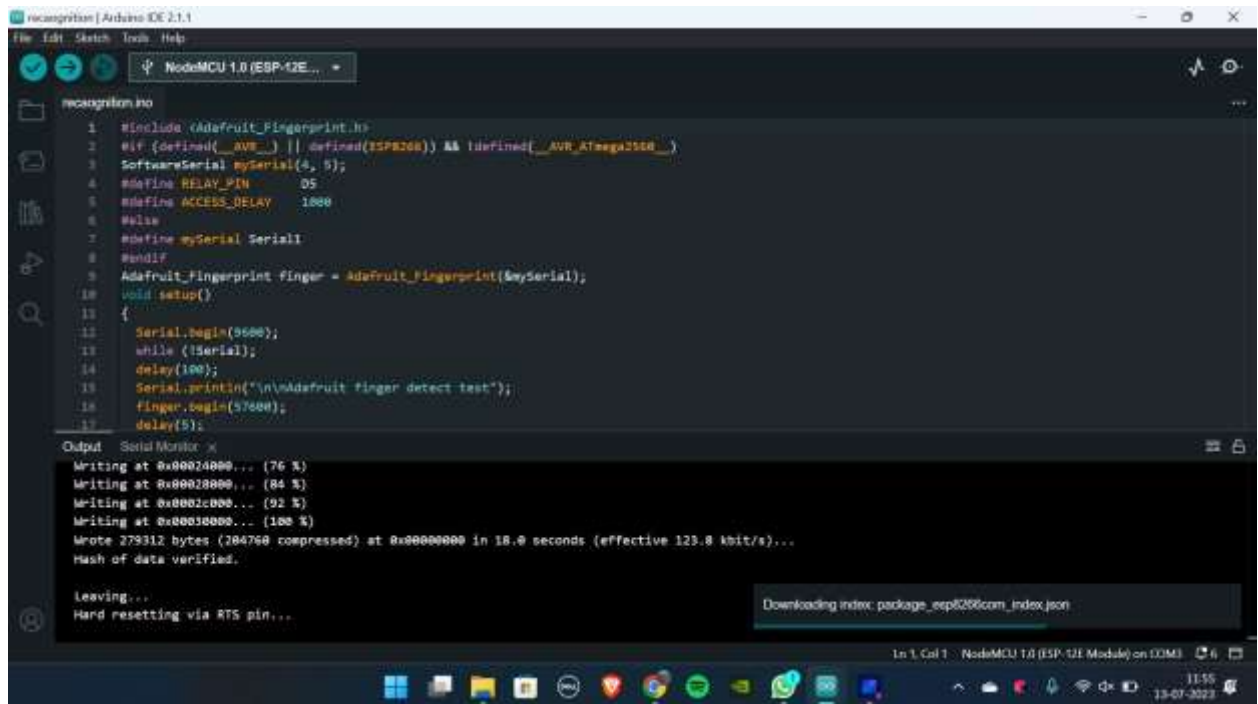 recaognition | Arduino IDE 2.1.1
File Edit Sketch Tools Help
NodeMCU 1.0 (ESP-12E...
recaognition.ino
1 #include <Adafruit_Fingerprint.h>
2 #if (defined(__AVR__) || defined(ESP8266)) && !defined(__AVR_ATmega2560__)
3 SoftwareSerial mySerial(4, 5);
4 #define RELAY_PIN D5
5 #define ACCESS_DELAY 1000
6 #else
7 #define mySerial Serial1
8 #endif
9 Adafruit_Fingerprint finger = Adafruit_Fingerprint(&mySerial);
10 void setup()
11 {
12 Serial.begin(9600);
13 while (!Serial);
14 delay(100);
15 Serial.println("\n\nAdafruit finger detect test");
16 finger.begin(57600);
17 delay(5);
Output Serial Monitor
Writing at 0x00024000... (76 %)
Writing at 0x00028000... (84 %)
Writing at 0x0002c000... (92 %)
Writing at 0x00030000... (100 %)
Wrote 279312 bytes (204760 compressed) at 0x00000000 in 18.0 seconds (effective 123.8 kbit/s)...
Hash of data verified.
Leaving...
Hard resetting via RTS pin...
Downloading index: package_esp8266com_index.json
Ln 1, Col 1 NodeMCU 1.0 (ESP-12E Module) on COM3 6
11:55
13-07-2023